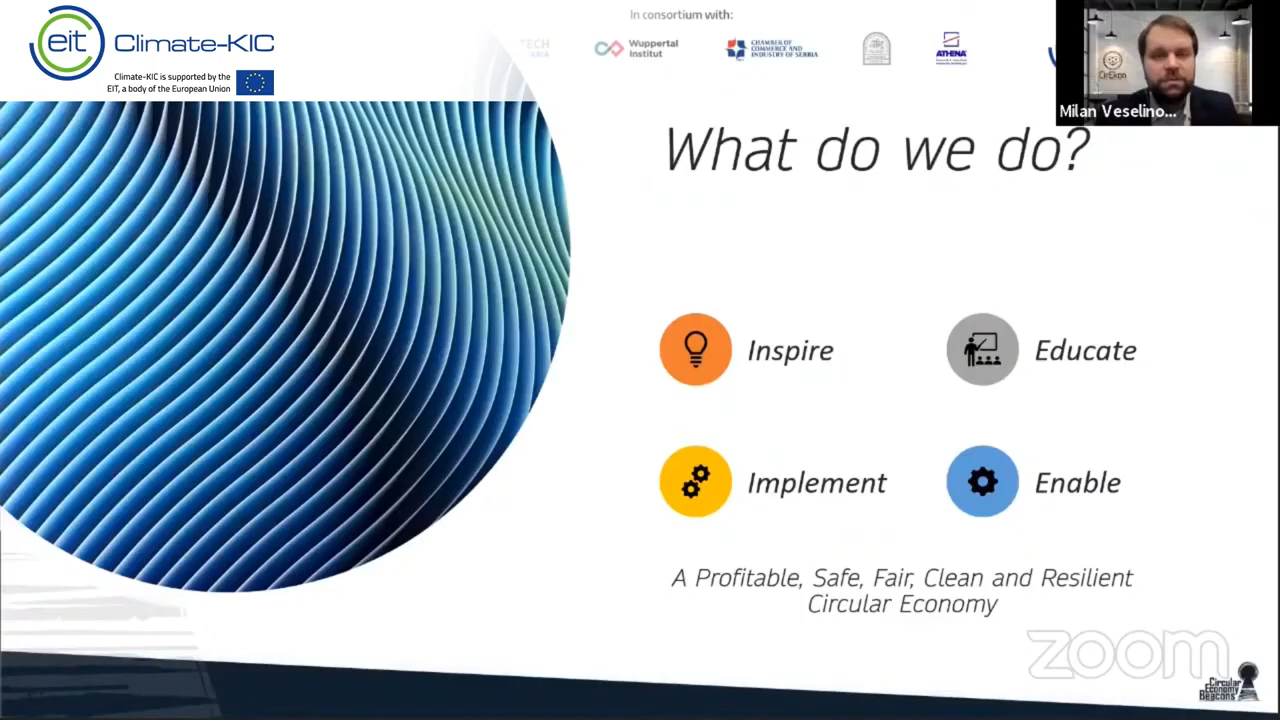 In consortium with:
eit Climate-KIC
Climate-KIC is supported by the
EIT, a body of the European Union
TECH
Wuppertal
Institut
CHAMBER OF
COMMERCE AND
INDUSTRY OF SERBIA
ATHENA
CirEkon
Milan Veselino...
What do we do?
Inspire
Educate
Implement
Enable
A Profitable, Safe, Fair, Clean and Resilient
Circular Economy
zoom
Circular
Economy
Beacons